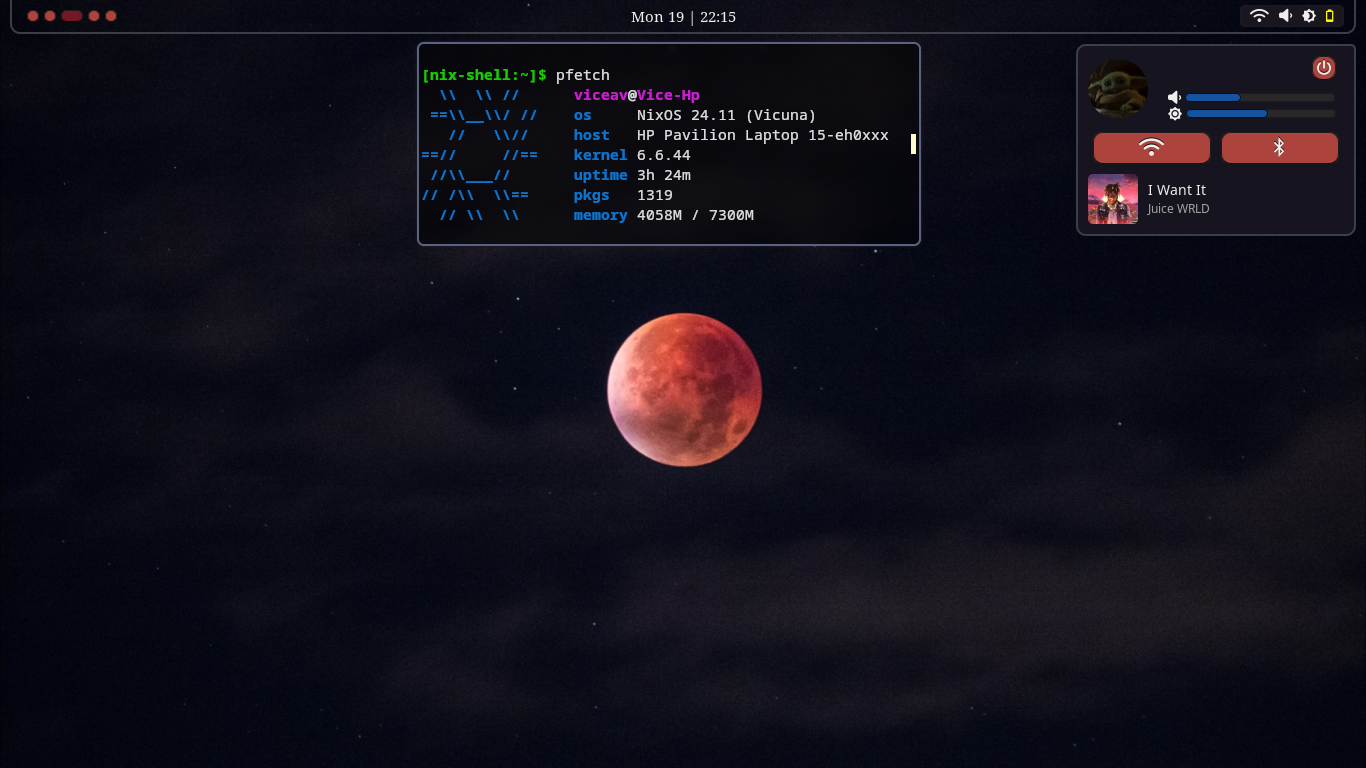 Mon 19 | 22:15
[nix-shell:~]$ pfetch
  \\  \\ //      viceav@Vice-Hp
 ==\\__\\/ //    os     NixOS 24.11 (Vicuna)
   //   \\//     host   HP Pavilion Laptop 15-eh0xxx
==//     //==    kernel 6.6.44
 //\\___//       uptime 3h 24m
// /\\  \\==     pkgs   1319
  // \\  \\      memory 4058M / 7300M
I Want It
Juice WRLD